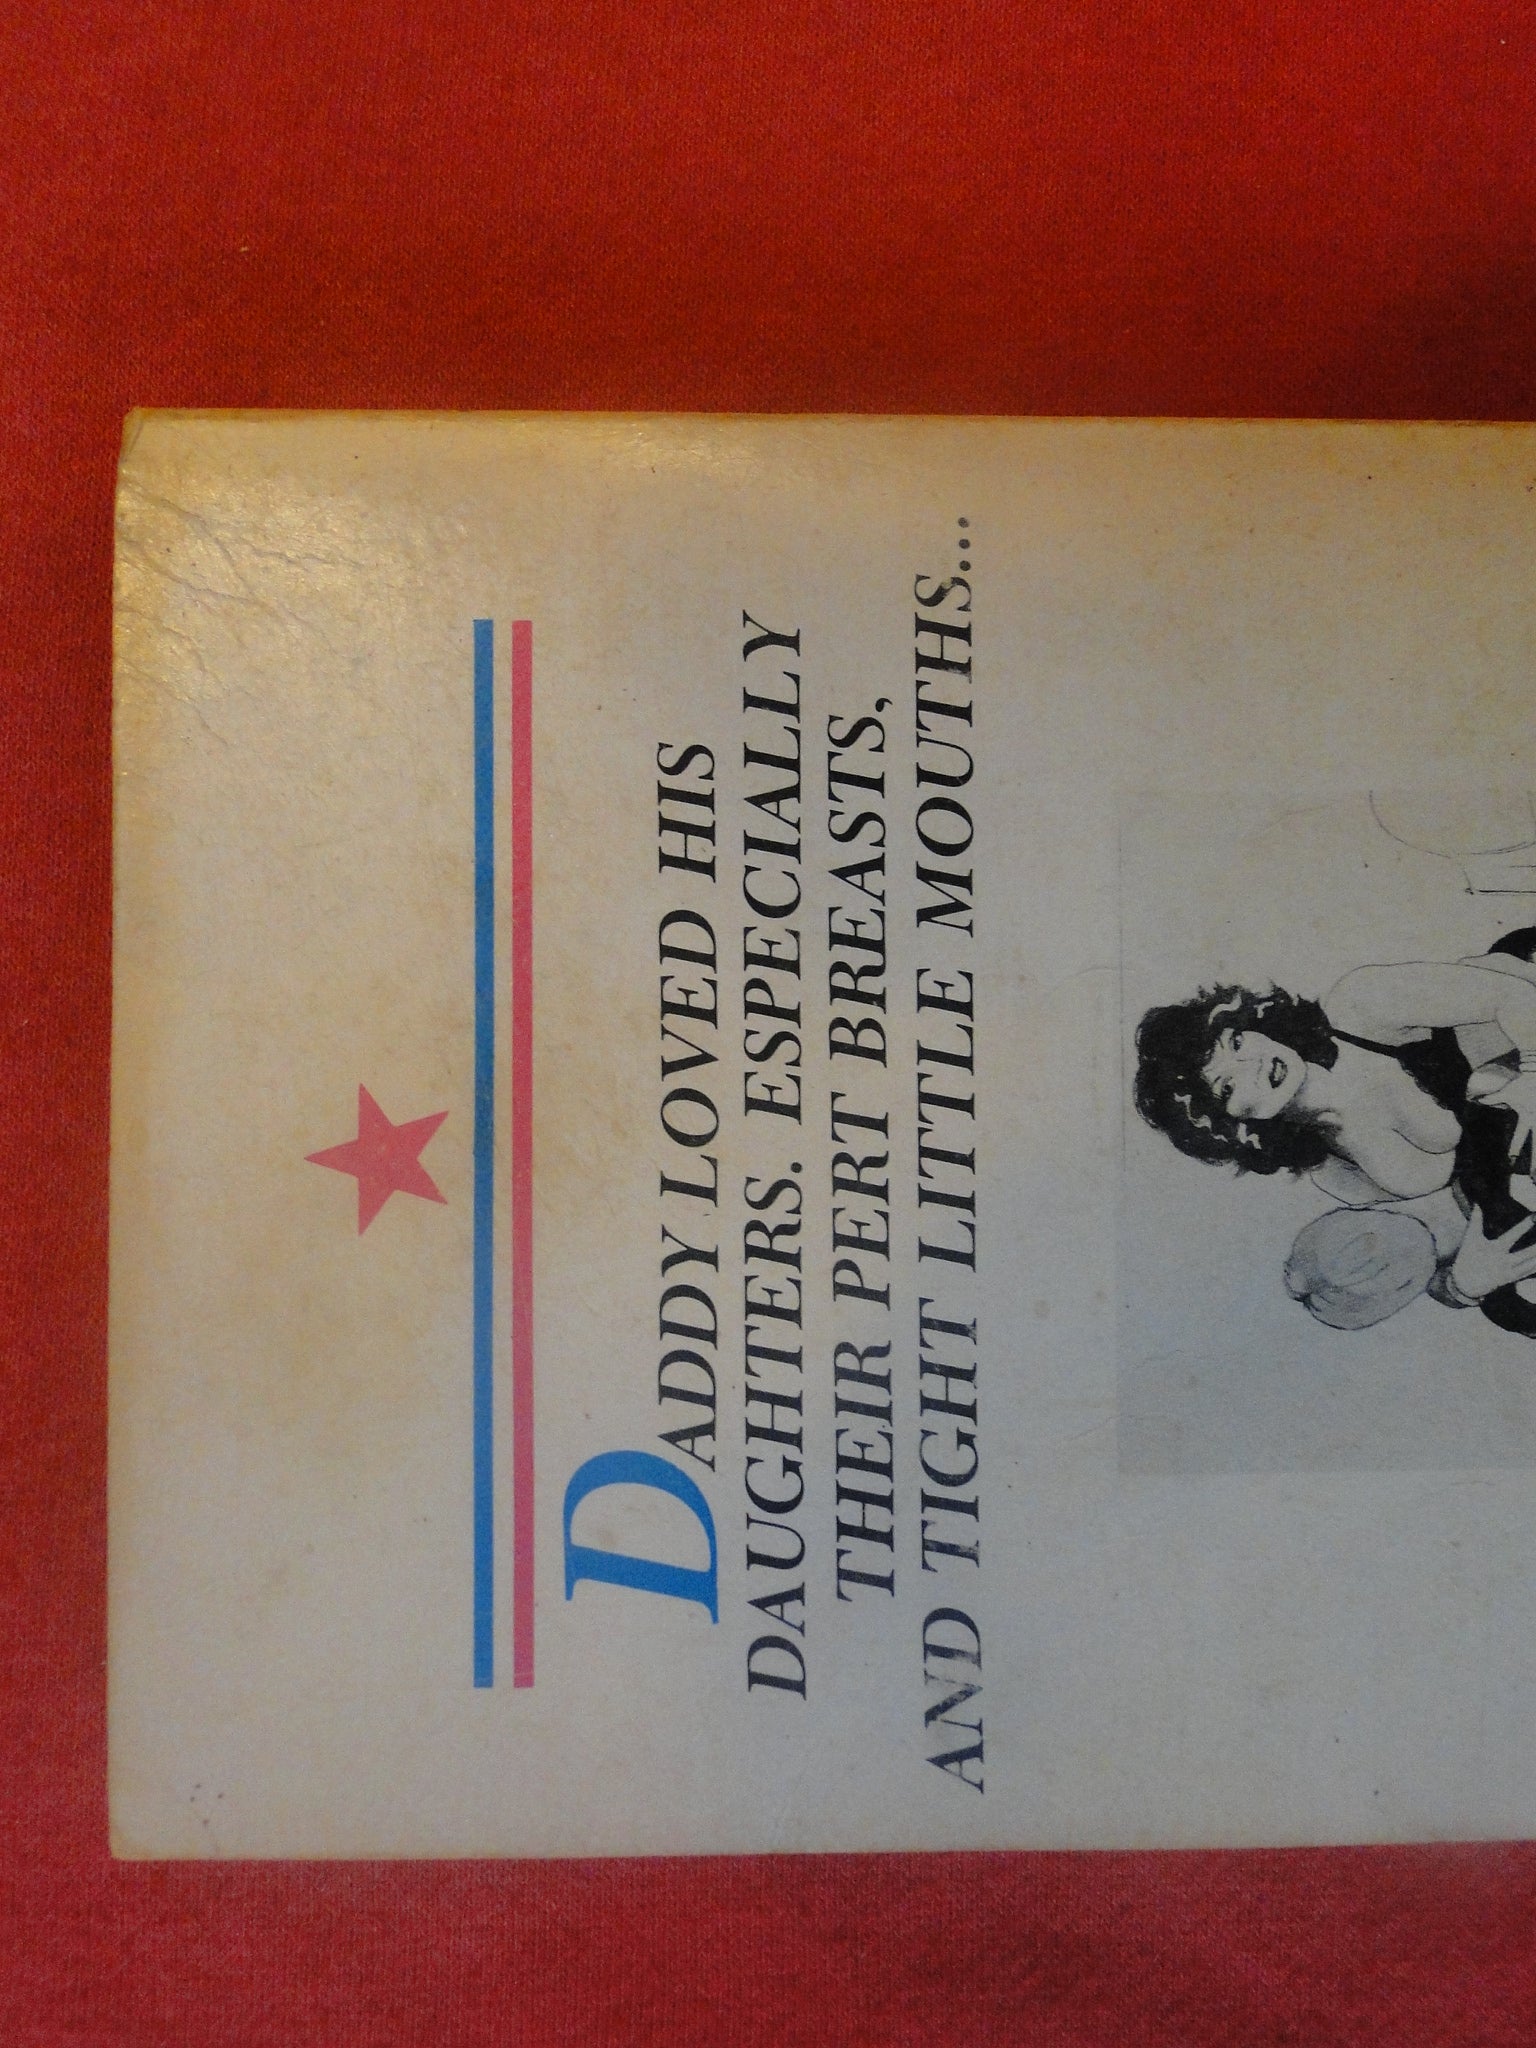 DADDY LOVED HIS
DAUGHTERS. ESPECIALLY
THEIR PERT BREASTS,
AND TIGHT LITTLE MOUTHS...